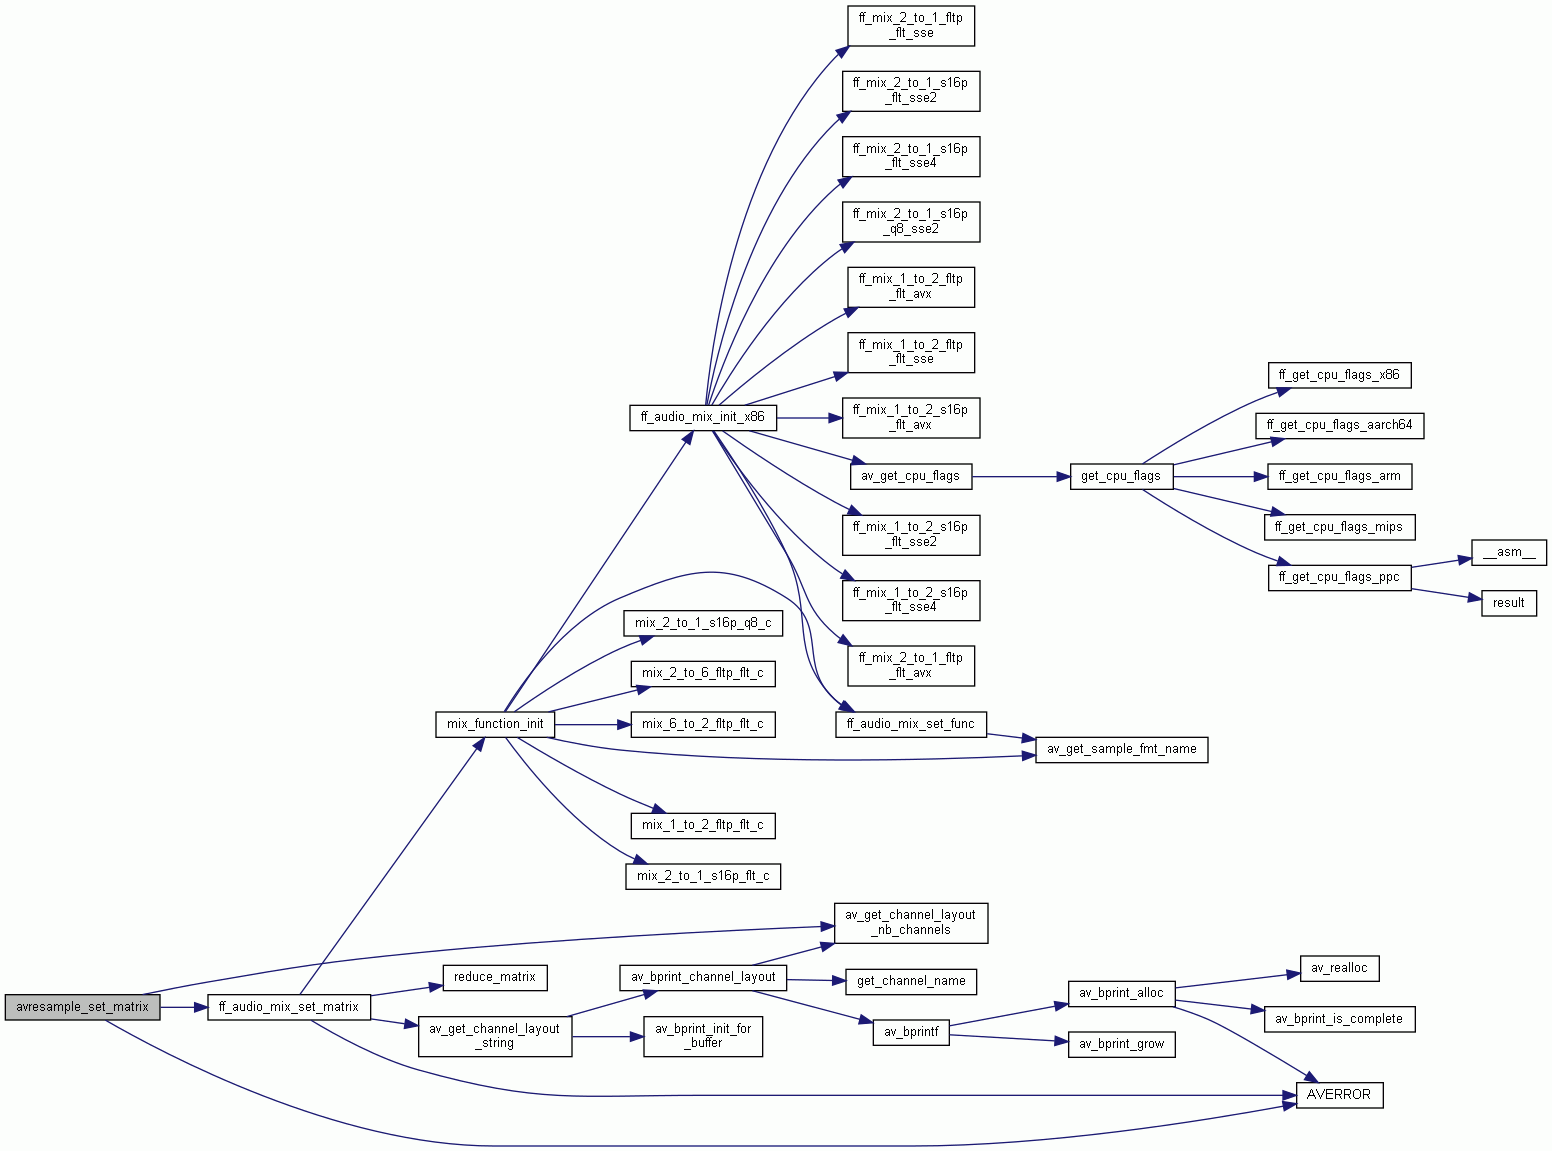 ff_mix_2_to_1_fltp
_flt_sse
ff_mix_2_to_1_s16p
_flt_sse2
ff_mix_2_to_1_s16p
_flt_sse4
ff_mix_2_to_1_s16p
_q8_sse2
ff_mix_1_to_2_fltp
_flt_avx
ff_mix_1_to_2_fltp
_flt_sse
ff_get_cpu_flags_x86
ff_audio_mix_init_x86
ff_mix_1_to_2_s16p
_flt_avx
ff_get_cpu_flags_aarch64
av_get_cpu_flags
get_cpu_flags
ff_get_cpu_flags_arm
ff_mix_1_to_2_s16p
_flt_sse2
ff_get_cpu_flags_mips
__asm__
ff_get_cpu_flags_ppc
ff_mix_1_to_2_s16p
_flt_sse4
result
mix_2_to_1_s16p_q8_c
ff_mix_2_to_1_fltp
_flt_avx
mix_2_to_6_fltp_flt_c
mix_function_init
mix_6_to_2_fltp_flt_c
ff_audio_mix_set_func
av_get_sample_fmt_name
mix_1_to_2_fltp_flt_c
mix_2_to_1_s16p_flt_c
av_get_channel_layout
_nb_channels
reduce_matrix
av_bprint_channel_layout
get_channel_name
av_realloc
avresample_set_matrix
ff_audio_mix_set_matrix
av_bprint_alloc
av_get_channel_layout
_string
av_bprint_init_for
_buffer
av_bprintf
av_bprint_is_complete
av_bprint_grow
AVERROR